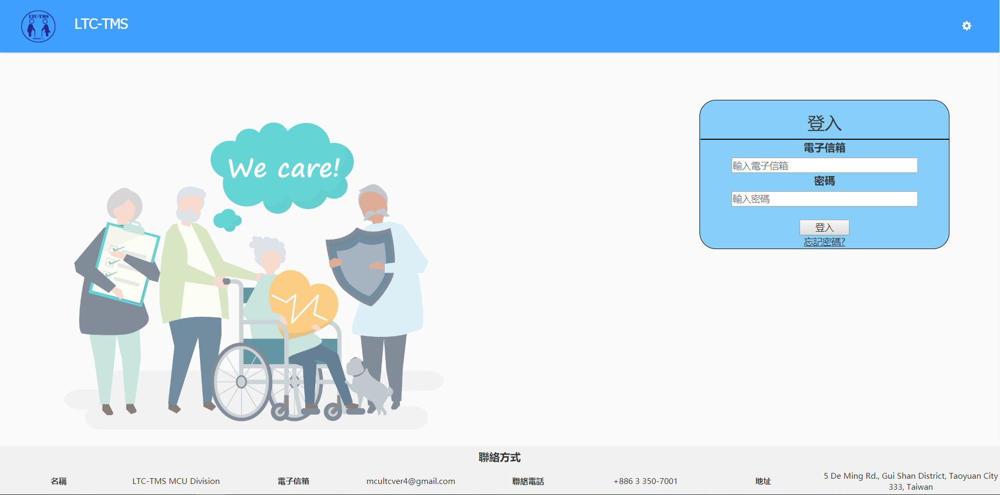 LTC-TMS
LTC-TMS
We care!
登入
電子信箱
輸入電子信箱
密碼
輸入密碼
登入
忘記密碼?
聯絡方式
名稱 LTC-TMS MCU Division 電子信箱 mcultcver4@gmail.com 聯絡電話 +886 3 350-7001 地址 5 De Ming Rd., Gui Shan District, Taoyuan City
333, Taiwan